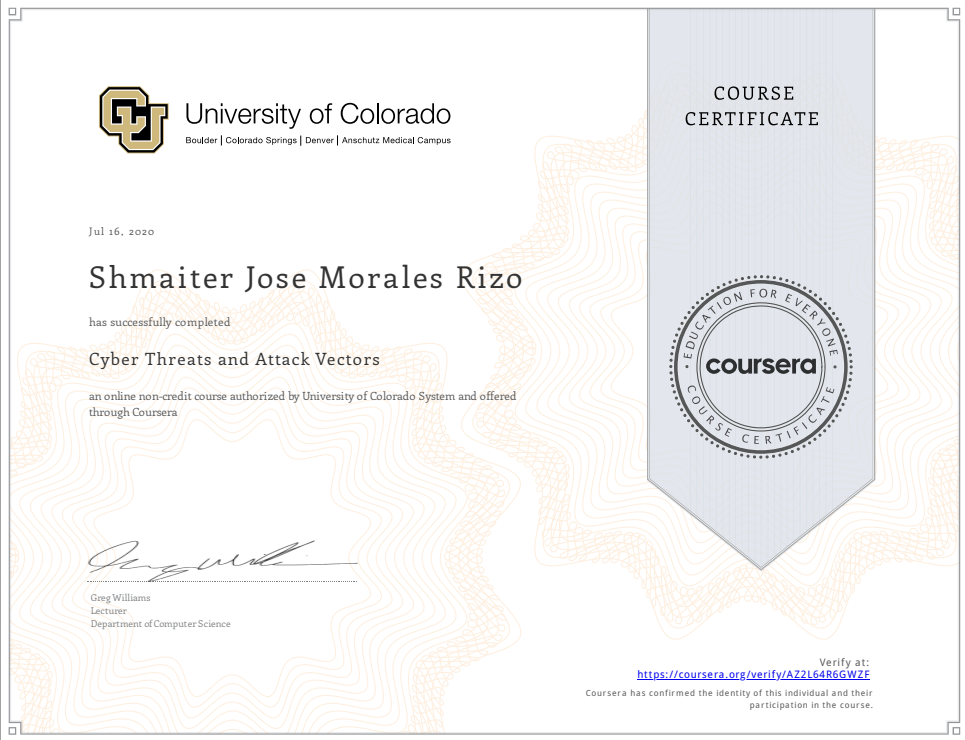 University of Colorado
Boulder | Colorado Springs | Denver | Anschutz Medical Campus
COURSE
CERTIFICATE
Jul 16, 2020
Shmaiter Jose Morales Rizo
has successfully completed
Cyber Threats and Attack Vectors
an online non-credit course authorized by University of Colorado System and offered
through Coursera
EDUCATION FOR EVERYONE
coursera
COURSE CERTIFICATE
Greg Williams
Lecturer
Department of Computer Science
Verify at:
https://coursera.org/verify/AZ2L64R6GWZF
Coursera has confirmed the identity of this individual and their
participation in the course.